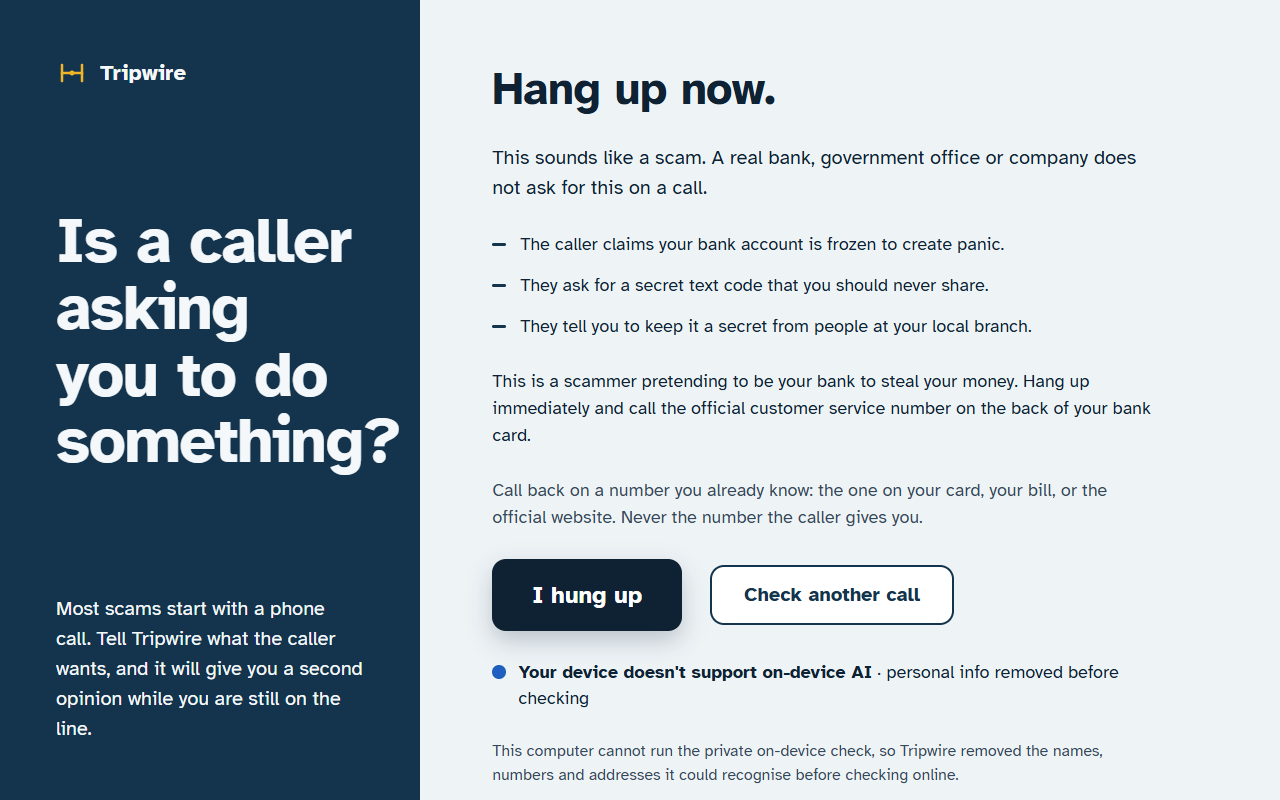 Tripwire
Is a caller
asking
you to do
something?
Most scams start with a phone
call. Tell Tripwire what the caller
wants, and it will give you a second
opinion while you are still on the
line.
Hang up now.
This sounds like a scam. A real bank, government office or company does
not ask for this on a call.
The caller claims your bank account is frozen to create panic.
They ask for a secret text code that you should never share.
They tell you to keep it a secret from people at your local branch.
This is a scammer pretending to be your bank to steal your money. Hang up
immediately and call the official customer service number on the back of your bank
card.
Call back on a number you already know: the one on your card, your bill, or the
official website. Never the number the caller gives you.
I hung up
Check another call
Your device doesn't support on-device AI · personal info removed before
checking
This computer cannot run the private on-device check, so Tripwire removed the names,
numbers and addresses it could recognise before checking online.